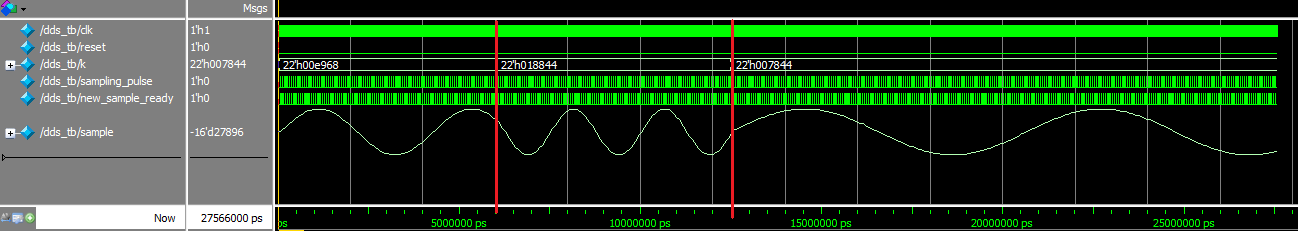 Msgs
/dds_tb/clk 1'h1
/dds_tb/reset 1'h0
/dds_tb/k 22'h007844 22'h00e968 22'h018844 22'h007844
/dds_tb/sampling_pulse 1'h0
/dds_tb/new_sample_ready 1'h0
/dds_tb/sample -16'd27896
Now 27566000 ps ps 5000000 ps 10000000 ps 15000000 ps 20000000 ps 25000000 ps